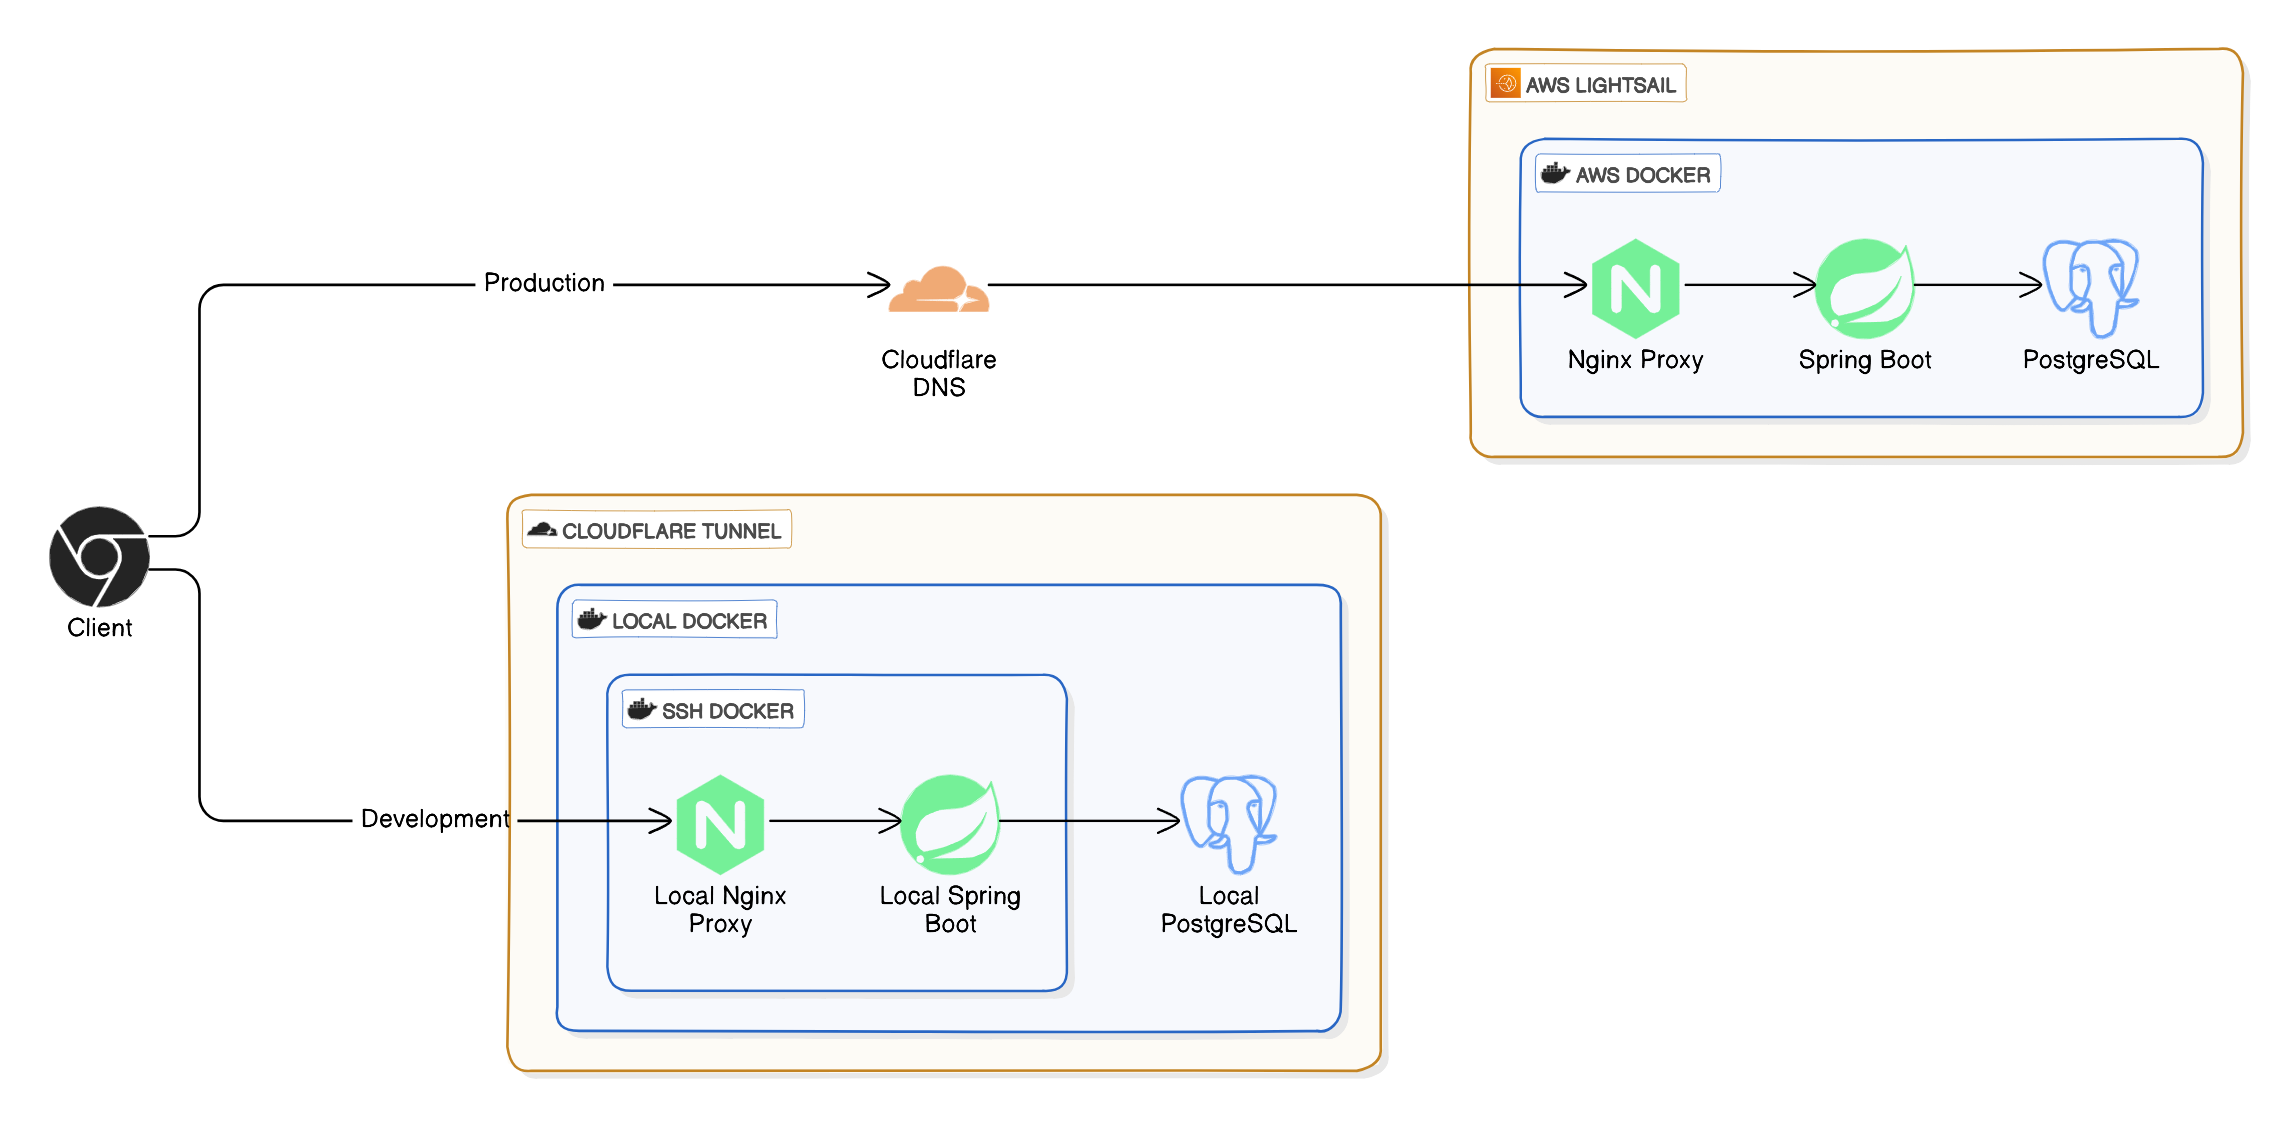 AWS LIGHTSAIL
AWS DOCKER
Production
Cloudflare
DNS
Nginx Proxy
Spring Boot
PostgreSQL
Client
CLOUDFLARE TUNNEL
LOCAL DOCKER
SSH DOCKER
Development
Local Nginx
Proxy
Local Spring
Boot
Local
PostgreSQL